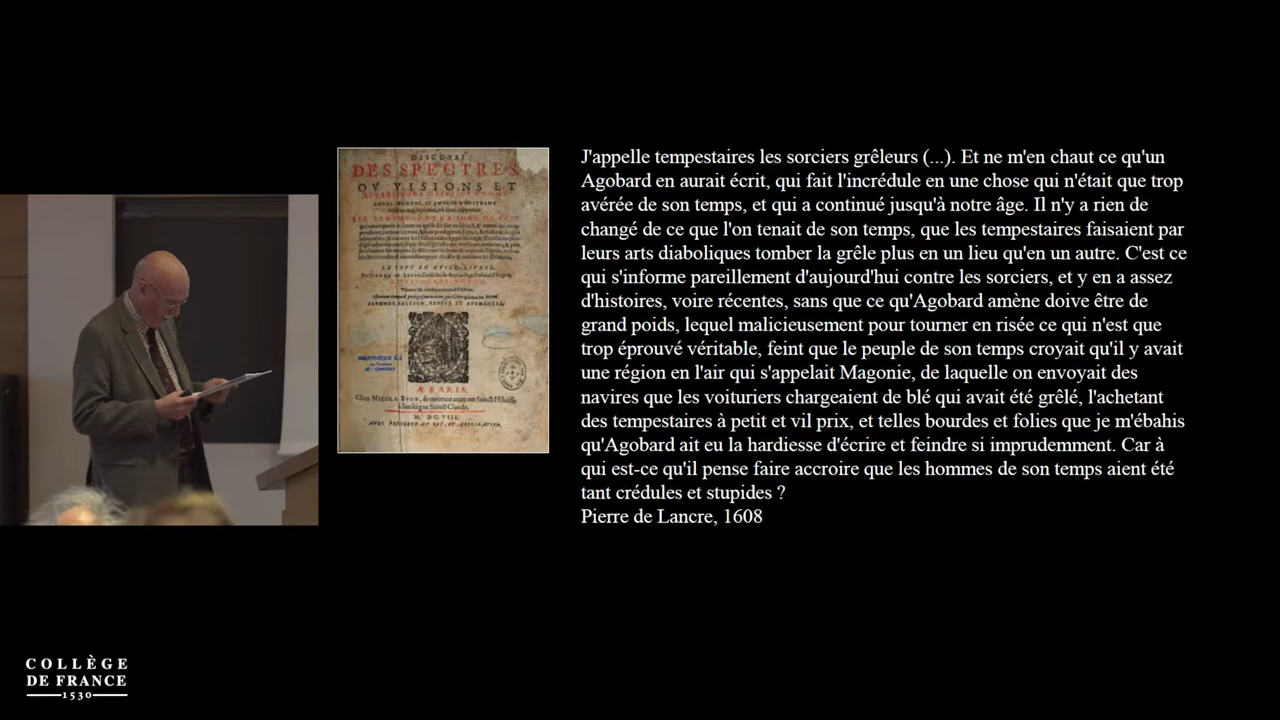 DISCOVRS
DES SPECTRES,
OV VISIONS ET
A PARIS
Chez NICOLAS BVON,
M. DCVIII.
J'appelle tempestaires les sorciers grêleurs (...). Et ne m'en chaut ce qu'un
Agobard en aurait écrit, qui fait l'incrédule en une chose qui n'était que trop
avérée de son temps, et qui a continué jusqu'à notre âge. Il n'y a rien de
changé de ce que l'on tenait de son temps, que les tempestaires faisaient par
leurs arts diaboliques tomber la grêle plus en un lieu qu'en un autre. C'est ce
qui s'informe pareillement d'aujourd'hui contre les sorciers, et y en a assez
d'histoires, voire récentes, sans que ce qu'Agobard amène doive être de
grand poids, lequel malicieusement pour tourner en risée ce qui n'est que
trop éprouvé véritable, feint que le peuple de son temps croyait qu'il y avait
une région en l'air qui s'appelait Magonie, de laquelle on envoyait des
navires que les voituriers chargeaient de blé qui avait été grêlé, l'achetant
des tempestaires à petit et vil prix, et telles bourdes et folies que je m'ébahis
qu'Agobard ait eu la hardiesse d'écrire et feindre si imprudemment. Car à
qui est-ce qu'il pense faire accroire que les hommes de son temps aient été
tant crédules et stupides ?
Pierre de Lancre, 1608
COLLÈGE
DE FRANCE
1530